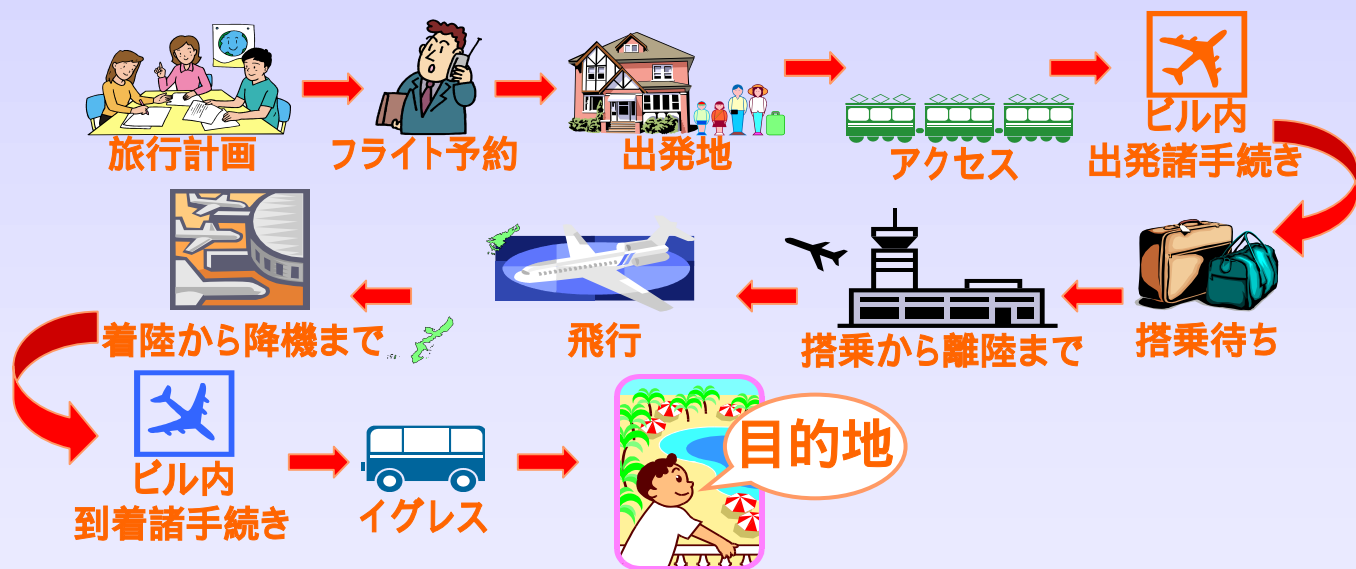 旅行計画
フライト予約
出発地
アクセス
ビル内
出発諸手続き
搭乗待ち
搭乗から離陸まで
飛行
着陸から降機まで
ビル内
到着諸手続き
イグレス
目的地